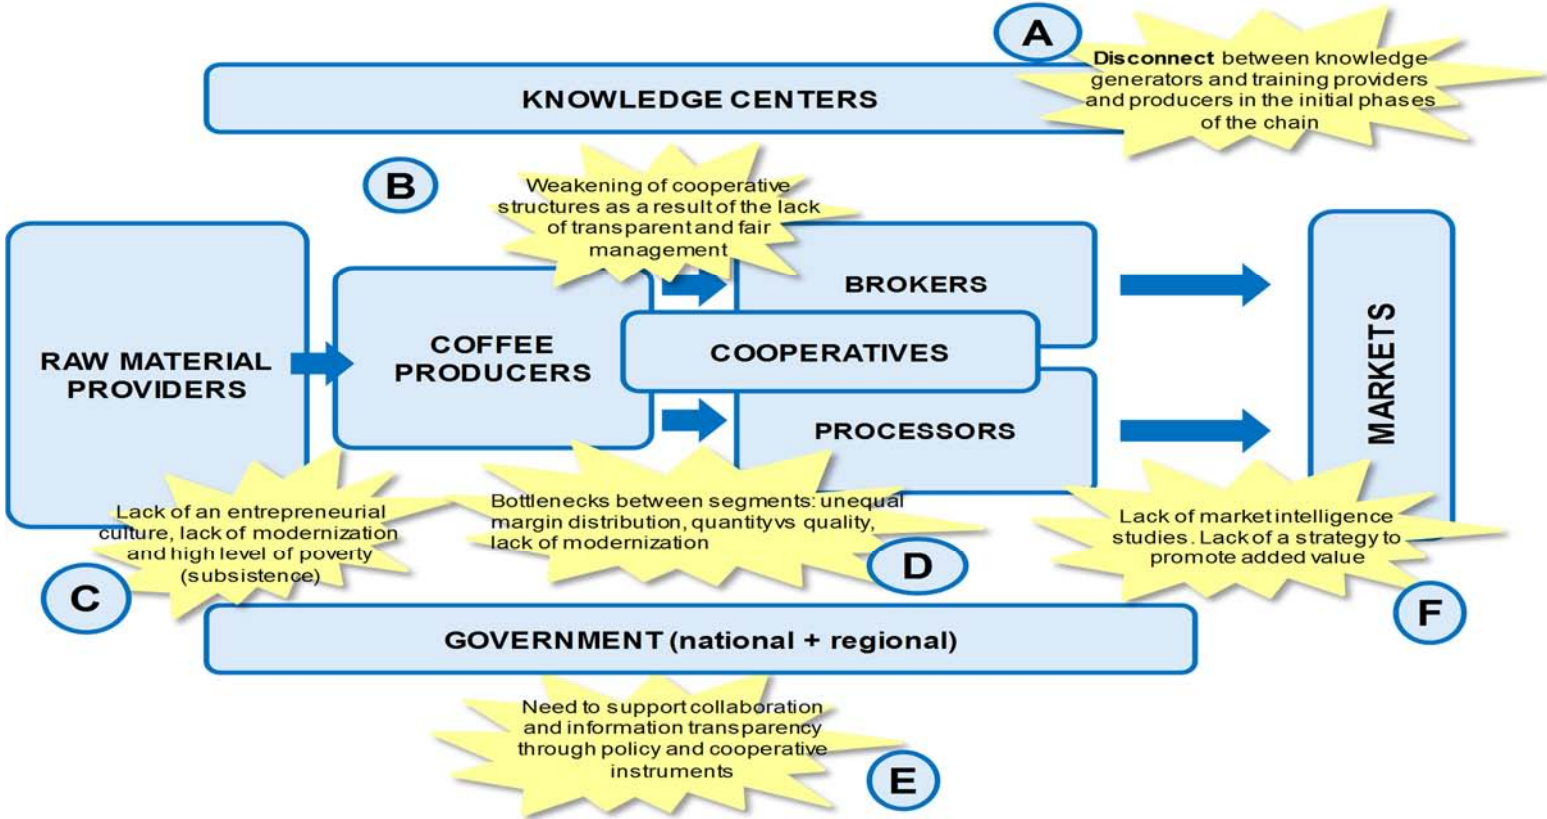 A
Disconnect between knowledge
generators and training providers
and producers in the initial phases
of the chain
KNOWLEDGE CENTERS
B
Weakening of cooperative
structures as a result of the lack
of transparent and fair
management
RAW MATERIAL
PROVIDERS
COFFEE
PRODUCERS
BROKERS
COOPERATIVES
PROCESSORS
MARKETS
Lack of an entrepreneurial
culture, lack of modernization
and high level of poverty
(subsistence)
C
Bottlenecks between segments: unequal
margin distribution, quantity vs quality,
lack of modernization
D
Lack of market intelligence
studies. Lack of a strategy to
promote added value
F
GOVERNMENT (national + regional)
Need to support collaboration
and information transparency
through policy and cooperative
instruments
E